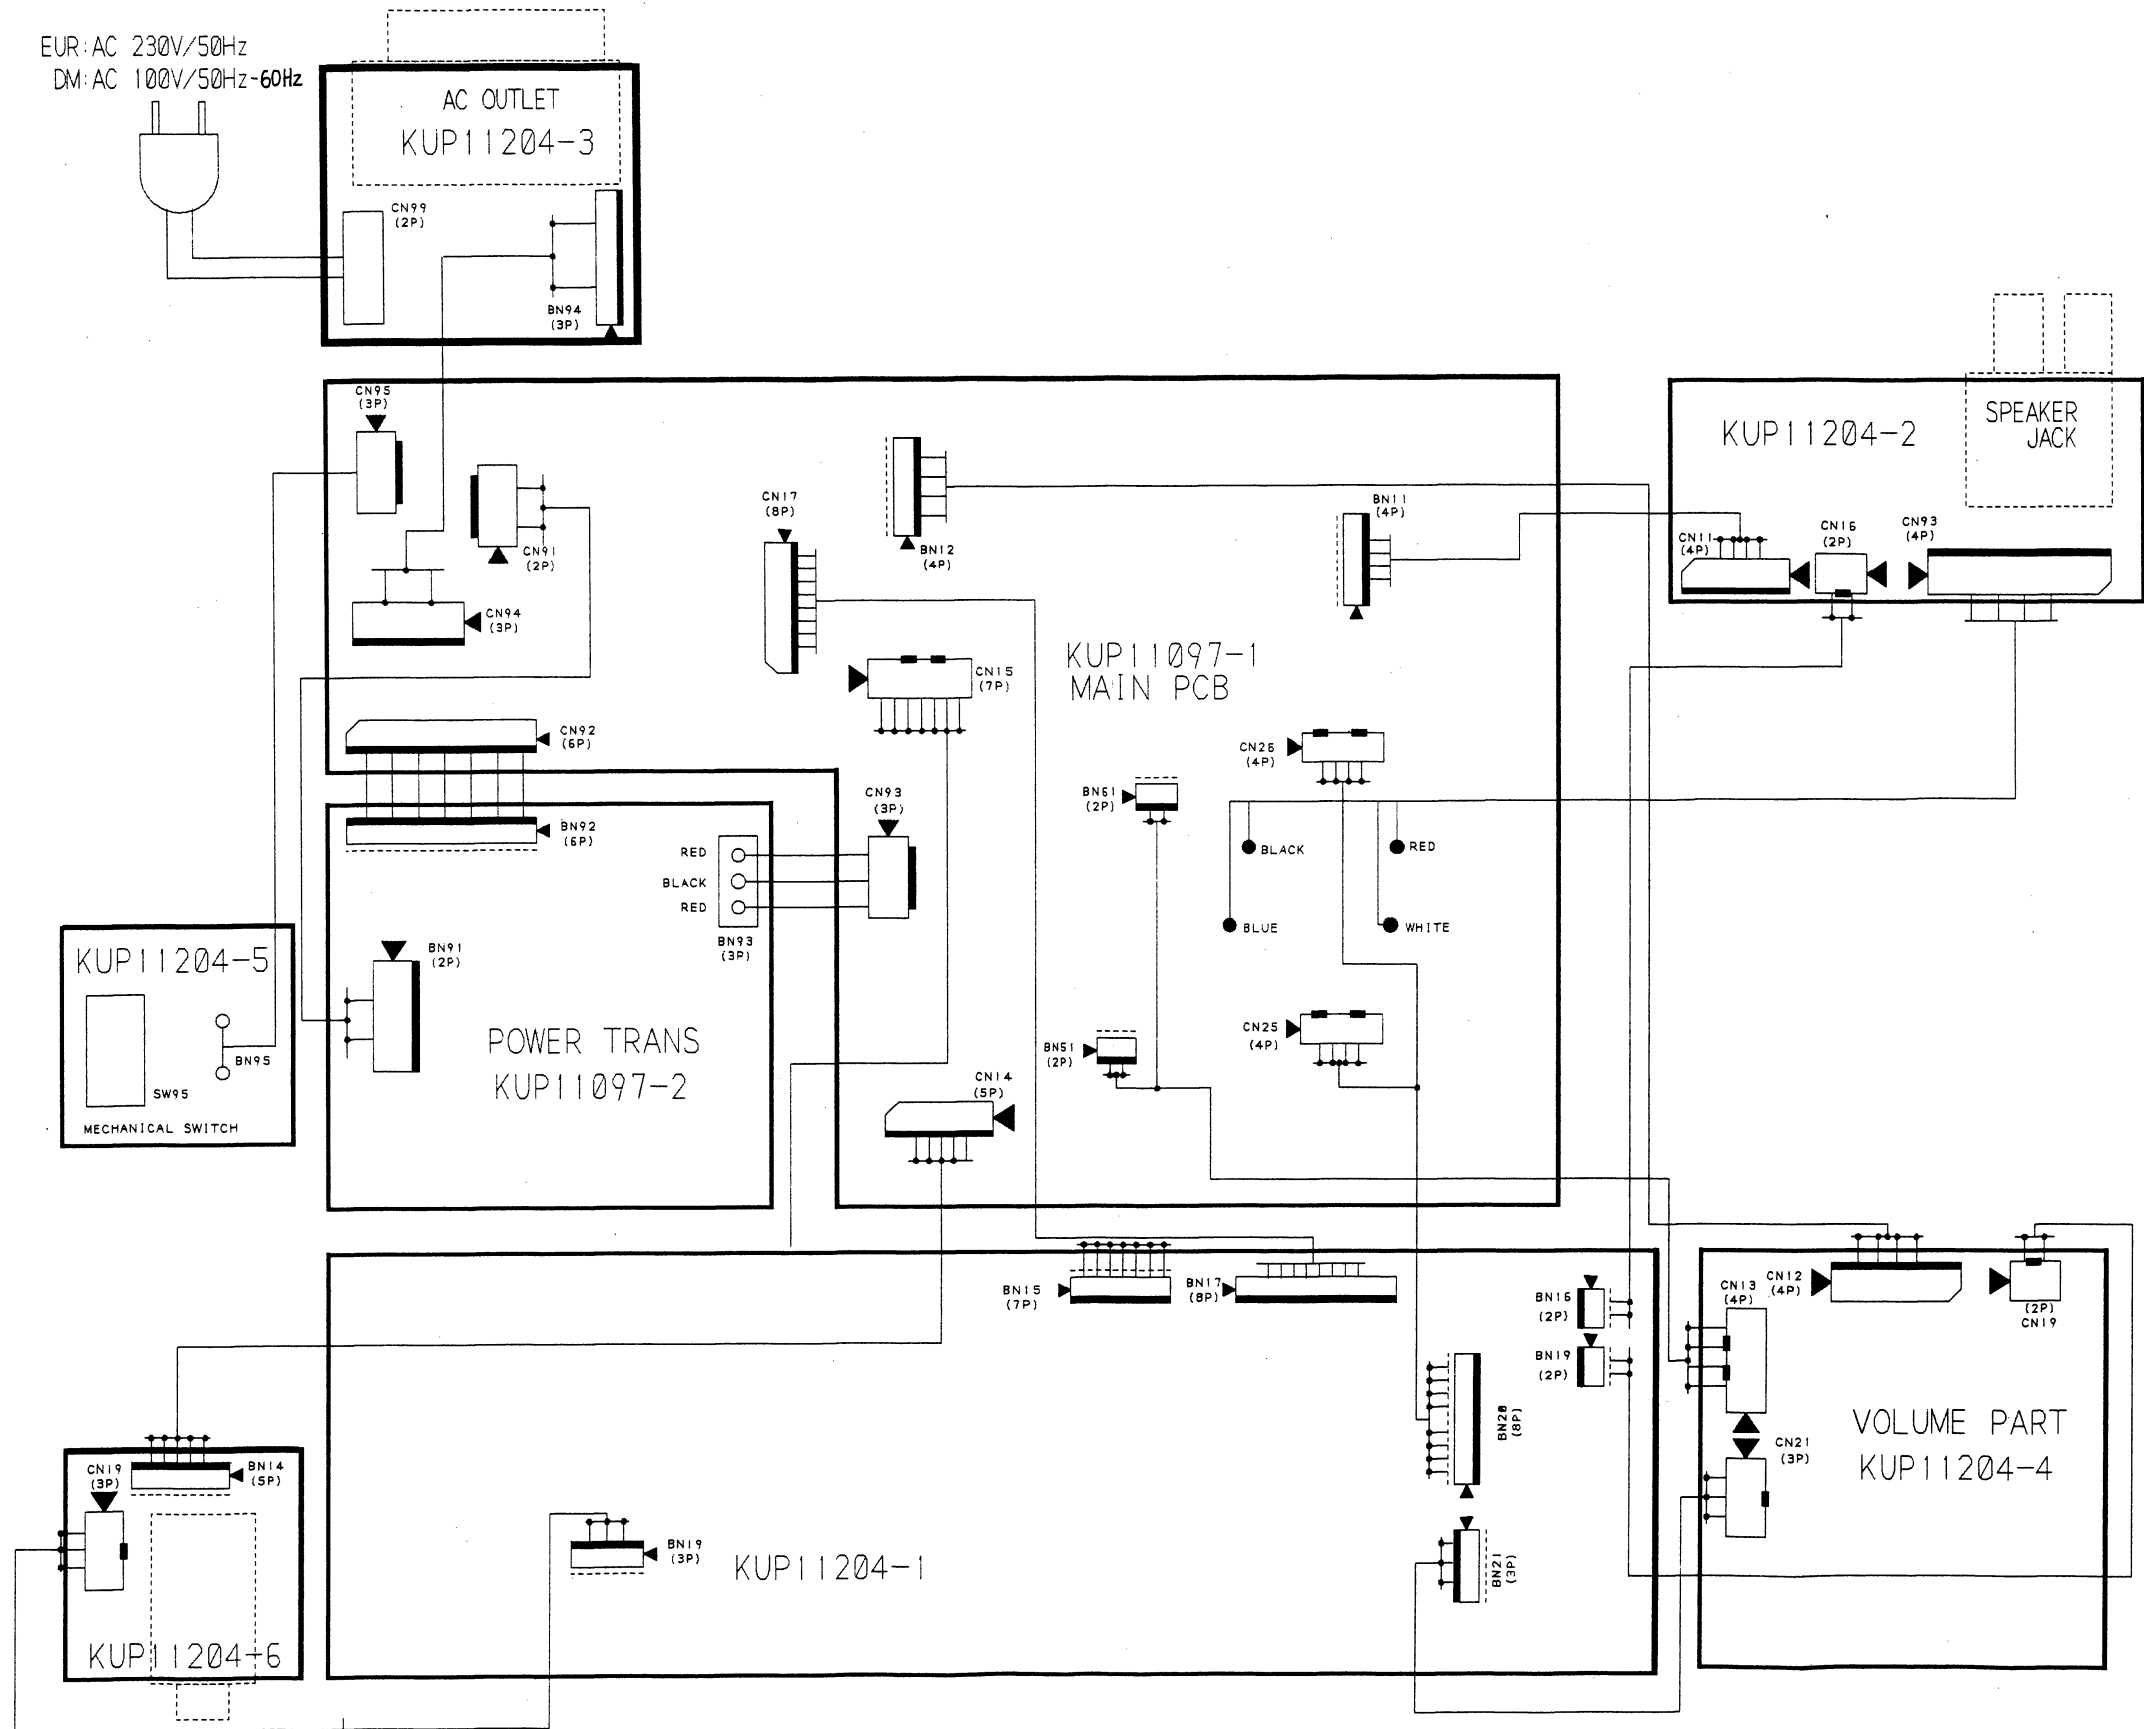 EUR:AC 230V/50Hz
DM:AC 100V/50Hz-60Hz
AC OUTLET
KUP11204-3
CN99
(2P)
BN94
(3P)
CN95
(3P)
CN91
(2P)
CN94
(3P)
CN17
(8P)
BN12
(4P)
BN11
(4P)
CN15
(7P)
KUP11097-1
MAIN PCB
KUP11204-2
SPEAKER
JACK
CN11
(4P)
CN16
(2P)
CN93
(4P)
CN92
(6P)
BN92
(6P)
CN93
(3P)
CN26
(4P)
BN61
(2P)
BLACK
RED
BLUE
WHITE
RED
BLACK
RED
BN93
(3P)
BN91
(2P)
POWER TRANS
KUP11097-2
KUP11204-5
BN95
SW95
MECHANICAL SWITCH
CN25
(4P)
BN51
(2P)
CN14
(5P)
BN15
(7P)
BN17
(8P)
BN16
(2P)
BN19
(2P)
BN20
(8P)
BN21
(3P)
BN19
(3P)
KUP11204-1
CN13
(4P)
CN12
(4P)
(2P)
CN19
CN21
(3P)
VOLUME PART
KUP11204-4
CN19
(3P)
BN14
(5P)
KUP11204-6